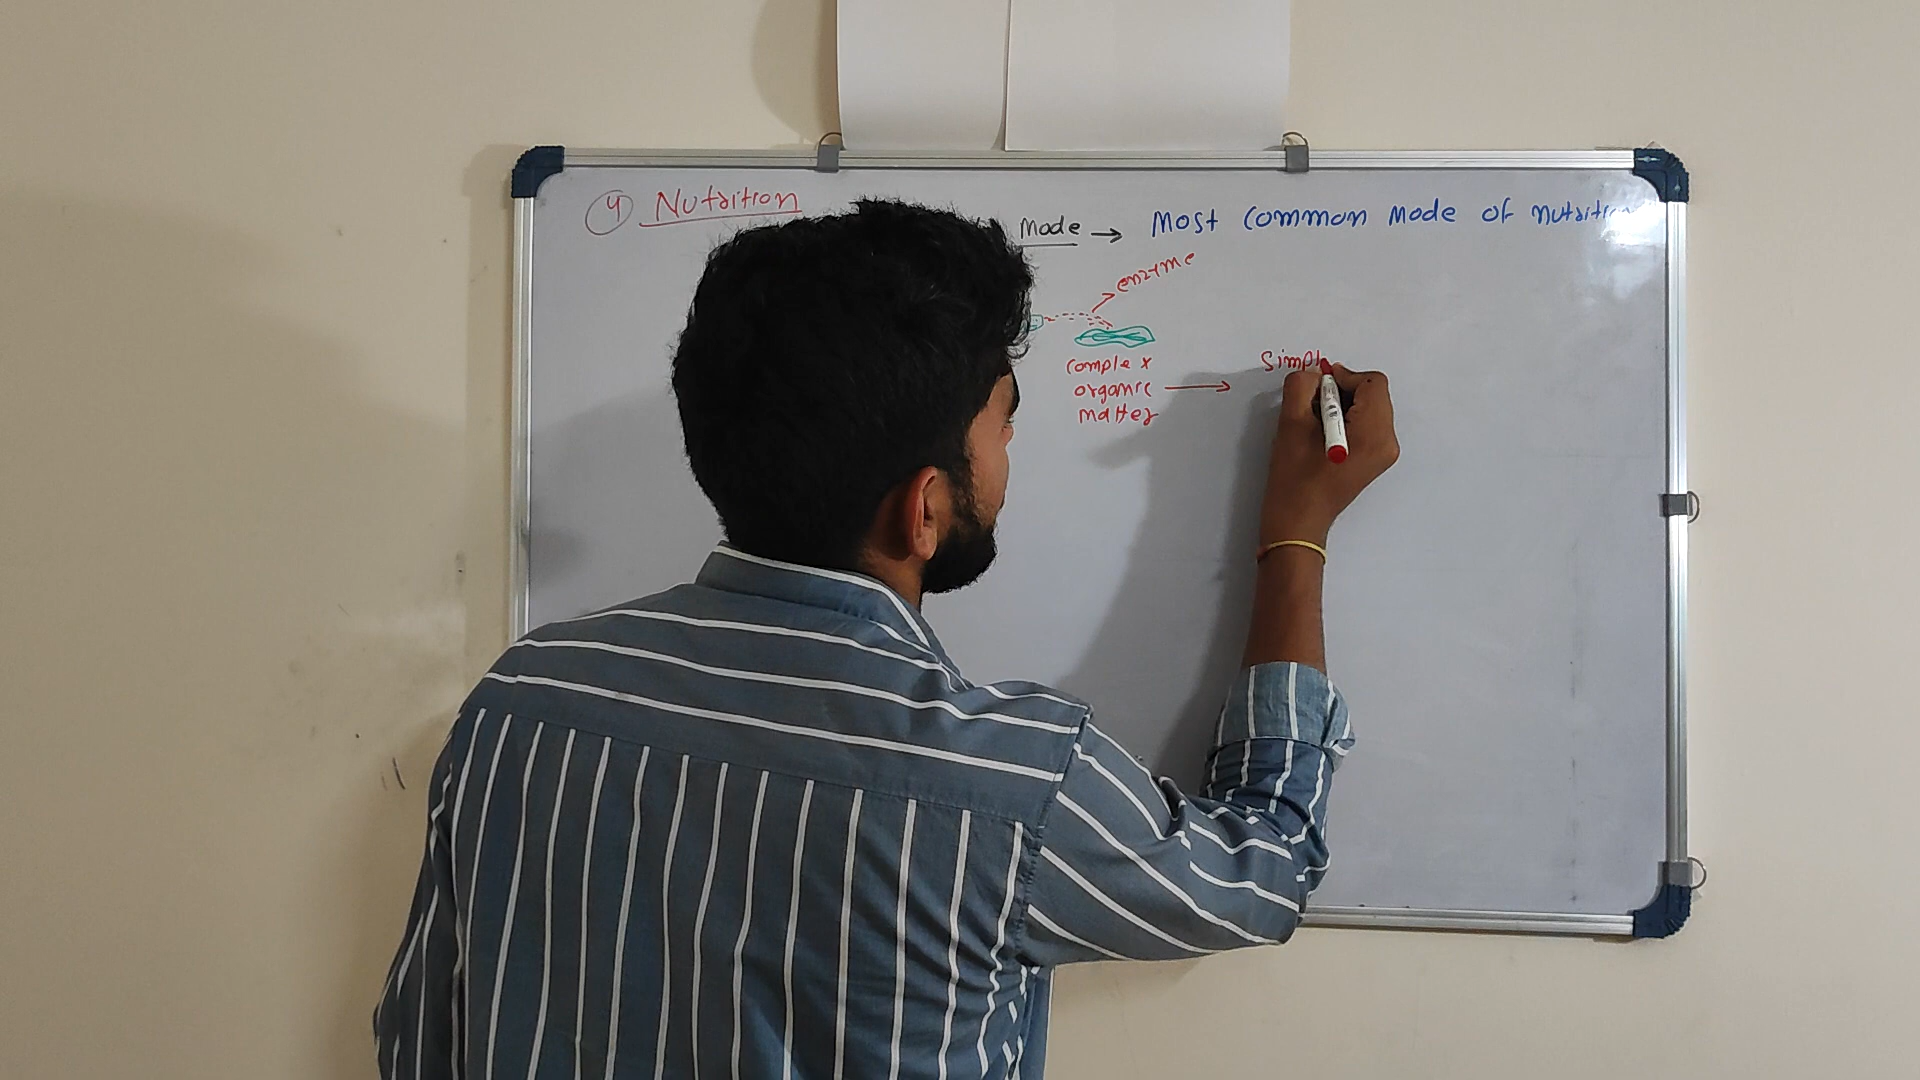 4 Nutrition
Mode → Most common mode of nutrition
enzyme
complex
organic
matter →
Simpl